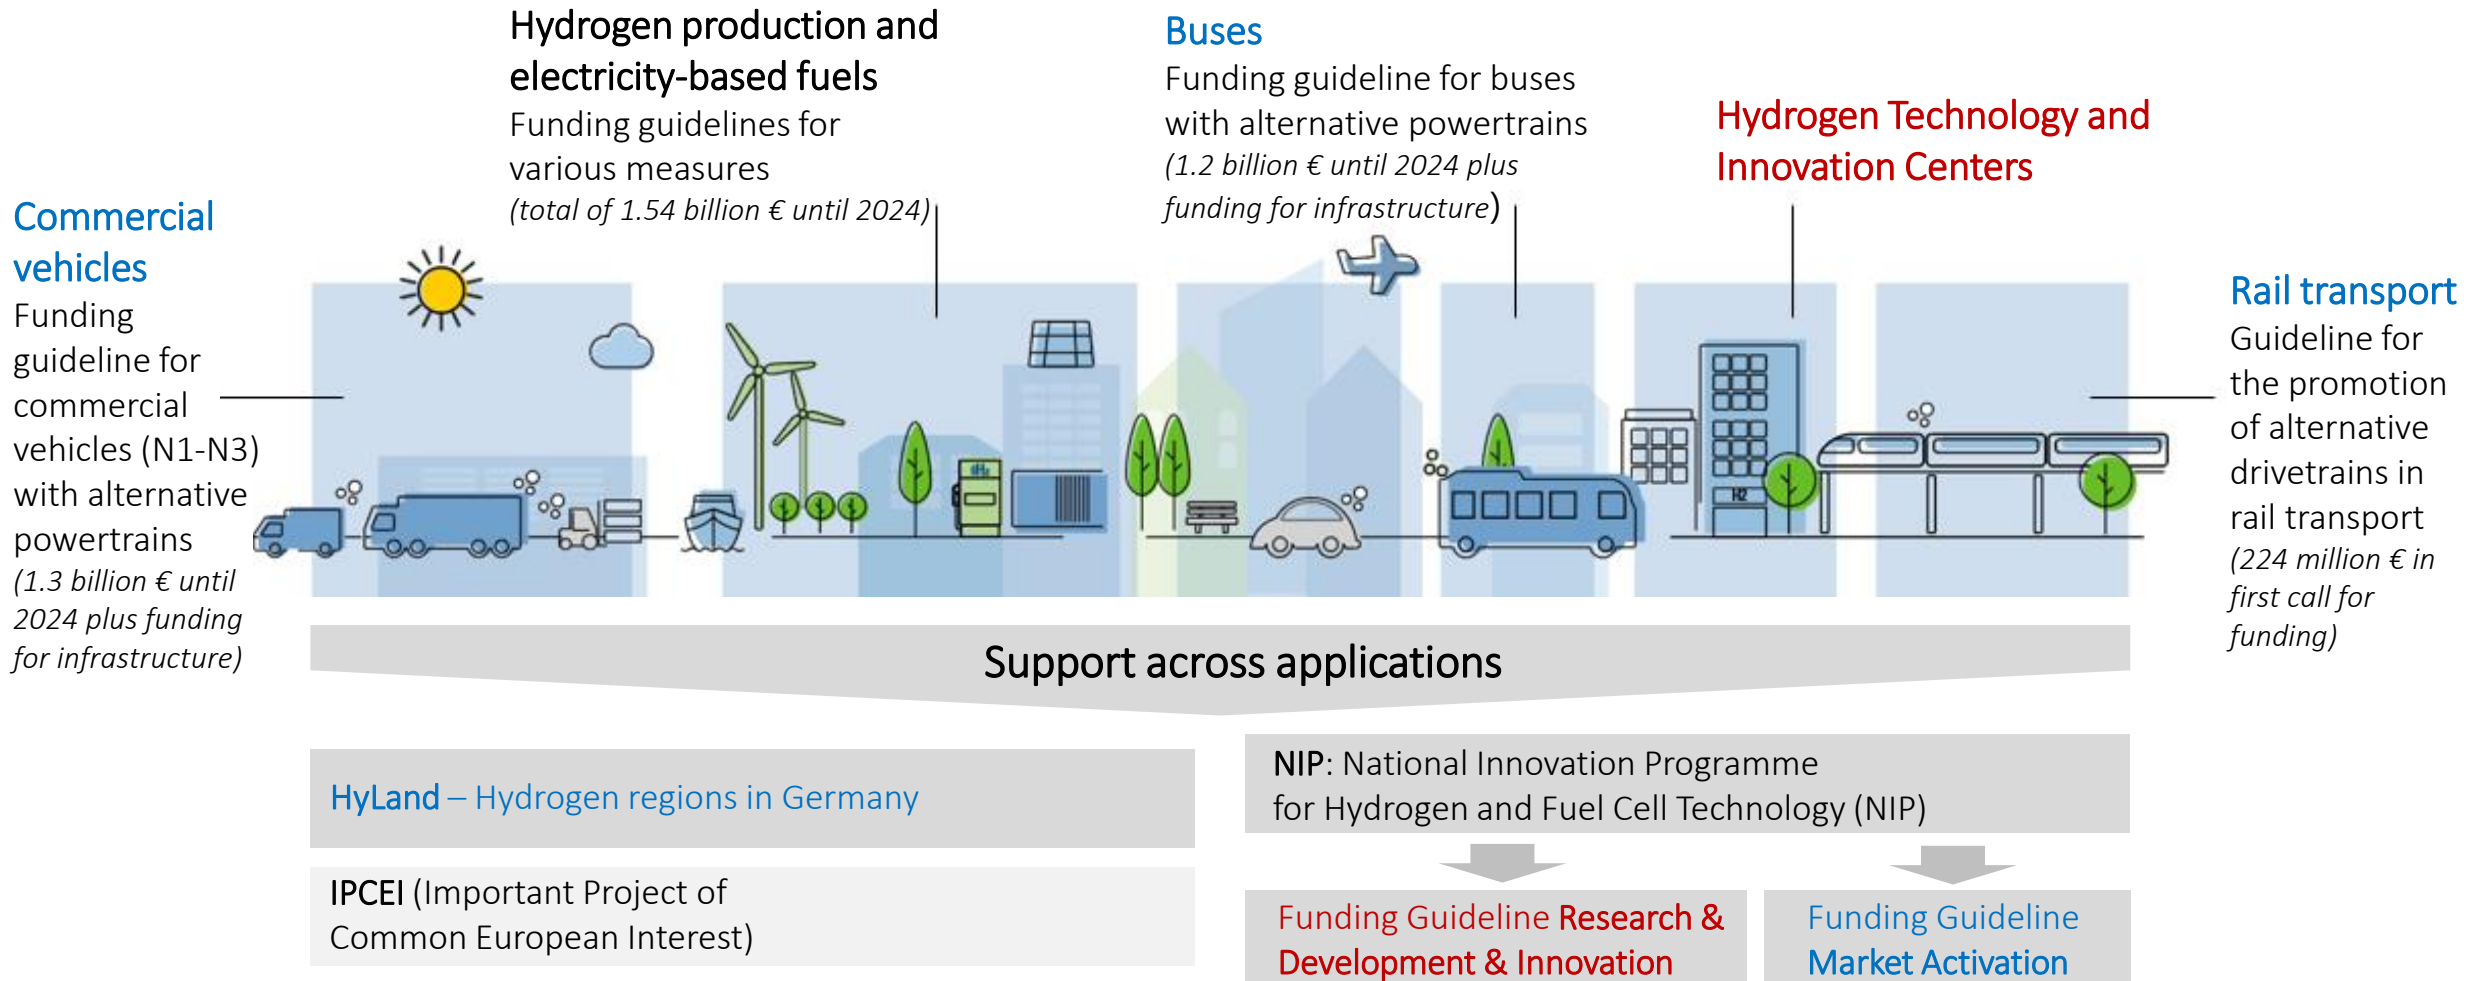 Hydrogen production and
electricity-based fuels
Funding guidelines for
various measures
(total of 1.54 billion € until 2024)
Buses
Funding guideline for buses
with alternative powertrains
(1.2 billion € until 2024 plus
funding for infrastructure)
Hydrogen Technology and
Innovation Centers
Commercial
vehicles
Funding
guideline for
commercial
vehicles (N1-N3)
with alternative
powertrains
(1.3 billion € until
2024 plus funding
for infrastructure)
Rail transport
Guideline for
the promotion
of alternative
drivetrains in
rail transport
(224 million € in
first call for
funding)
H₂
H2
Support across applications
HyLand – Hydrogen regions in Germany
IPCEI (Important Project of
Common European Interest)
NIP: National Innovation Programme
for Hydrogen and Fuel Cell Technology (NIP)
Funding Guideline Research &
Development & Innovation
Funding Guideline
Market Activation